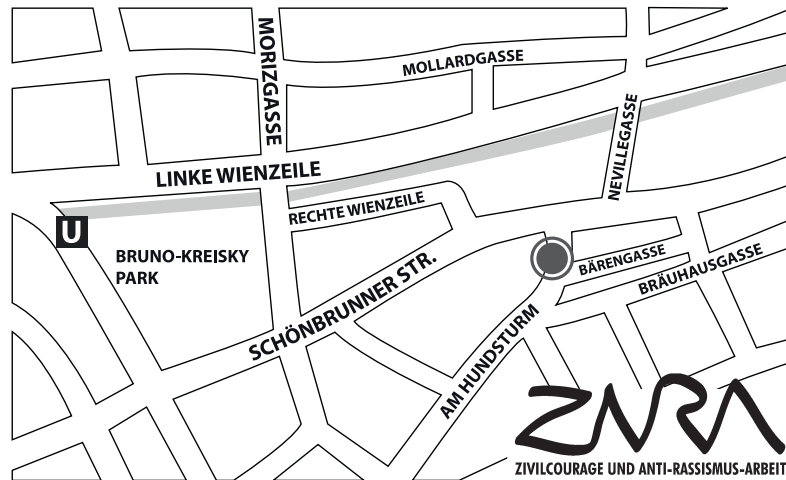 MORIZGASSE
MOLLARDGASSE
NEVILLEGASSE
LINKE WIENZEILE
RECHTE WIENZEILE
U
BRUNO-KREISKY
PARK
SCHÖNBRUNNER STR.
BÄRENGASSE
BRÄUHAUSGASSE
AM HUNDSTURM
ZARA
ZIVILCOURAGE UND ANTI-RASSISMUS-ARBEIT